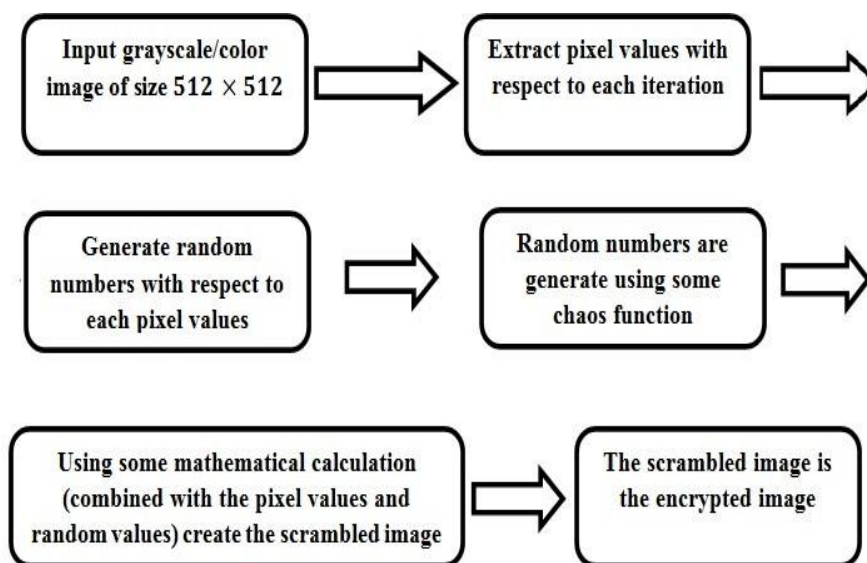 Input grayscale/color
image of size 512 × 512
Extract pixel values with
respect to each iteration
Generate random
numbers with respect to
each pixel values
Random numbers are
generate using some
chaos function
Using some mathematical calculation
(combined with the pixel values and
random values) create the scrambled image
The scrambled image is
the encrypted image